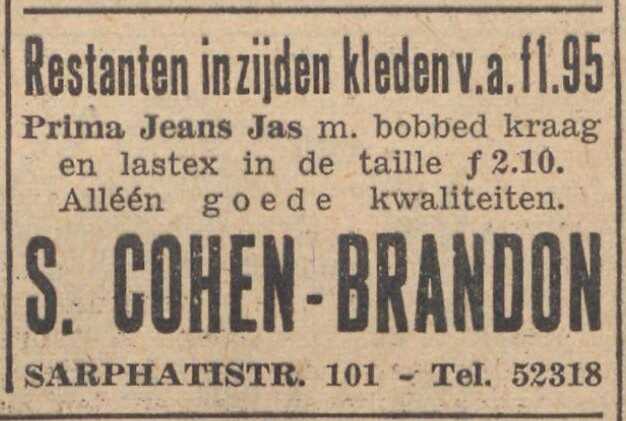 Restanten in zijden kleden v.a. f1.95
Prima Jeans Jas m. bobbed kraag
en lastex in de taille f 2.10.
Alléén goede kwaliteiten.
S. COHEN-BRANDON
SARPHATISTR. 101 - Tel. 52318